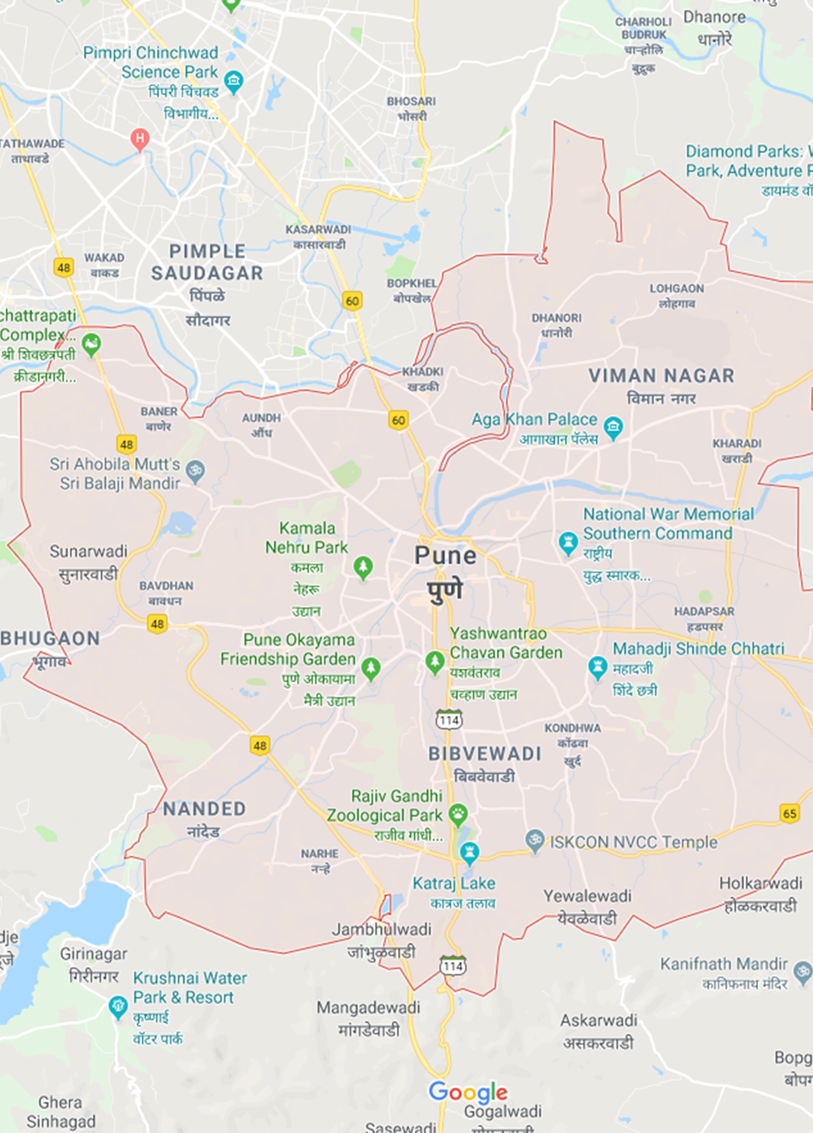 CHARHOLI
BUDRUK
चाऱ्होली
बुद्रुक
Dhanore
धानोरे
Pimpri Chinchwad
Science Park
पिंपरी चिंचवड
विभागीय...
BHOSARI
भोसरी
H
TATHAWADE
ताथावडे
Diamond Parks: W
Park, Adventure P
डायमंड वॉ
KASARWADI
कासारवाडी
PIMPLE
SAUDAGAR
पिंपळे
सौदागर
WAKAD
वाकड
48
BOPKHEL
बोपखेल
60
LOHGAON
लोहगाव
DHANORI
धानोरी
chattrapati
Complex...
श्री शिवछत्रपती
क्रीडानगरी...
KHADKI
खडकी
VIMAN NAGAR
विमान नगर
BANER
बाणेर
AUNDH
औंध
60
Aga Khan Palace
आगाखान पॅलेस
48
KHARADI
खराडी
Sri Ahobila Mutt's
Sri Balaji Mandir
National War Memorial
Southern Command
राष्ट्रीय
युद्ध स्मारक...
Kamala
Nehru Park
कमला
नेहरू
उद्यान
Pune
पुणे
Sunarwadi
सुनारवाडी
BAVDHAN
बावधन
48
HADAPSAR
हडपसर
BHUGAON
भूगाव
Pune Okayama
Friendship Garden
पुणे ओकायामा
मैत्री उद्यान
Yashwantrao
Chavan Garden
यशवंतराव
चव्हाण उद्यान
Mahadji Shinde Chhatri
महादजी
शिंदे छत्री
114
KONDHWA
कोंढवा
खुर्द
48
BIBVEWADI
बिबवेवाडी
NANDED
नांदेड
Rajiv Gandhi
Zoological Park
राजीव गांधी...
65
ISKCON NVCC Temple
NARHE
नऱ्हे
Katraj Lake
कात्रज तलाव
Yewalewadi
येवळेवाडी
Holkarwadi
होळकरवाडी
Jambhulwadi
जांभुळवाडी
Girinagar
गिरीनगर
114
Kanifnath Mandir
कानिफनाथ मंदिर
Krushnai Water
Park & Resort
कृष्णाई
वॉटर पार्क
Mangadewadi
मांगडेवाडी
Askarwadi
असकरवाडी
Bopg
बोपग
Google
Ghera
Sinhagad
Gogalwadi
Sasewadi